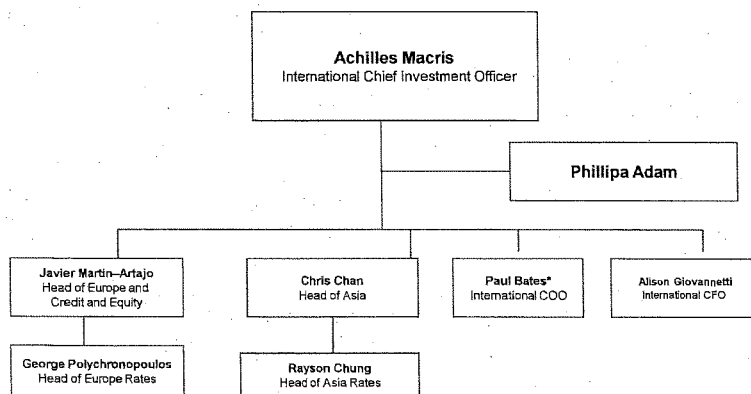 Achilles Macris
International Chief Investment Officer
Phillipa Adam
Javier Martin–Artajo
Head of Europe and
Credit and Equity
Chris Chan
Head of Asia
Paul Bates*
International COO
Alison Giovannetti
International CFO
George Polychronopoulos
Head of Europe Rates
Rayson Chung
Head of Asia Rates